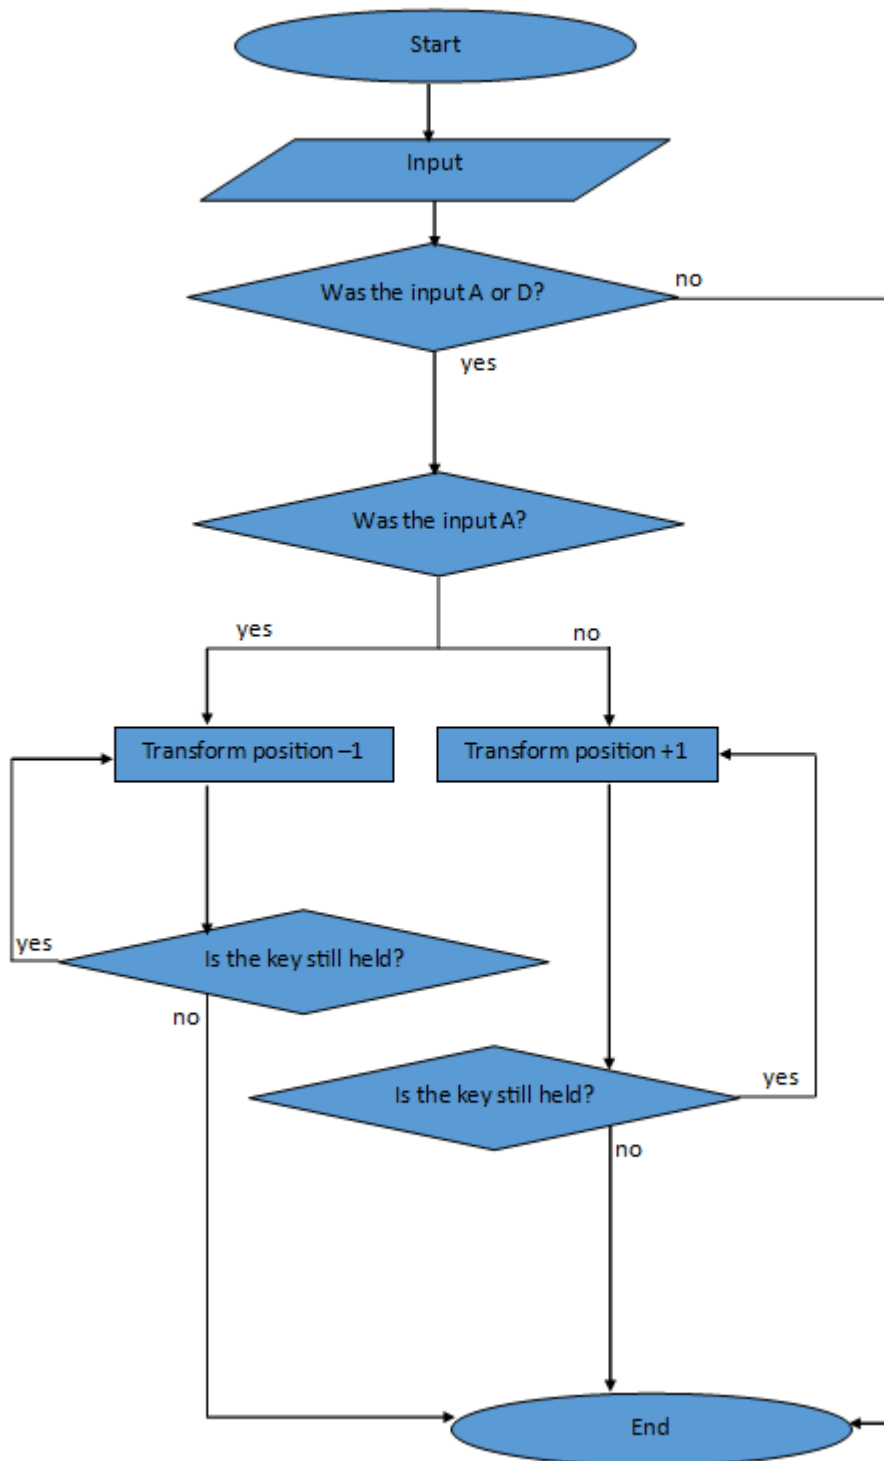 Start
Input
Was the input A or D?
no
yes
Was the input A?
yes
no
Transform position –1
Transform position +1
yes
Is the key still held?
no
Is the key still held?
yes
no
End